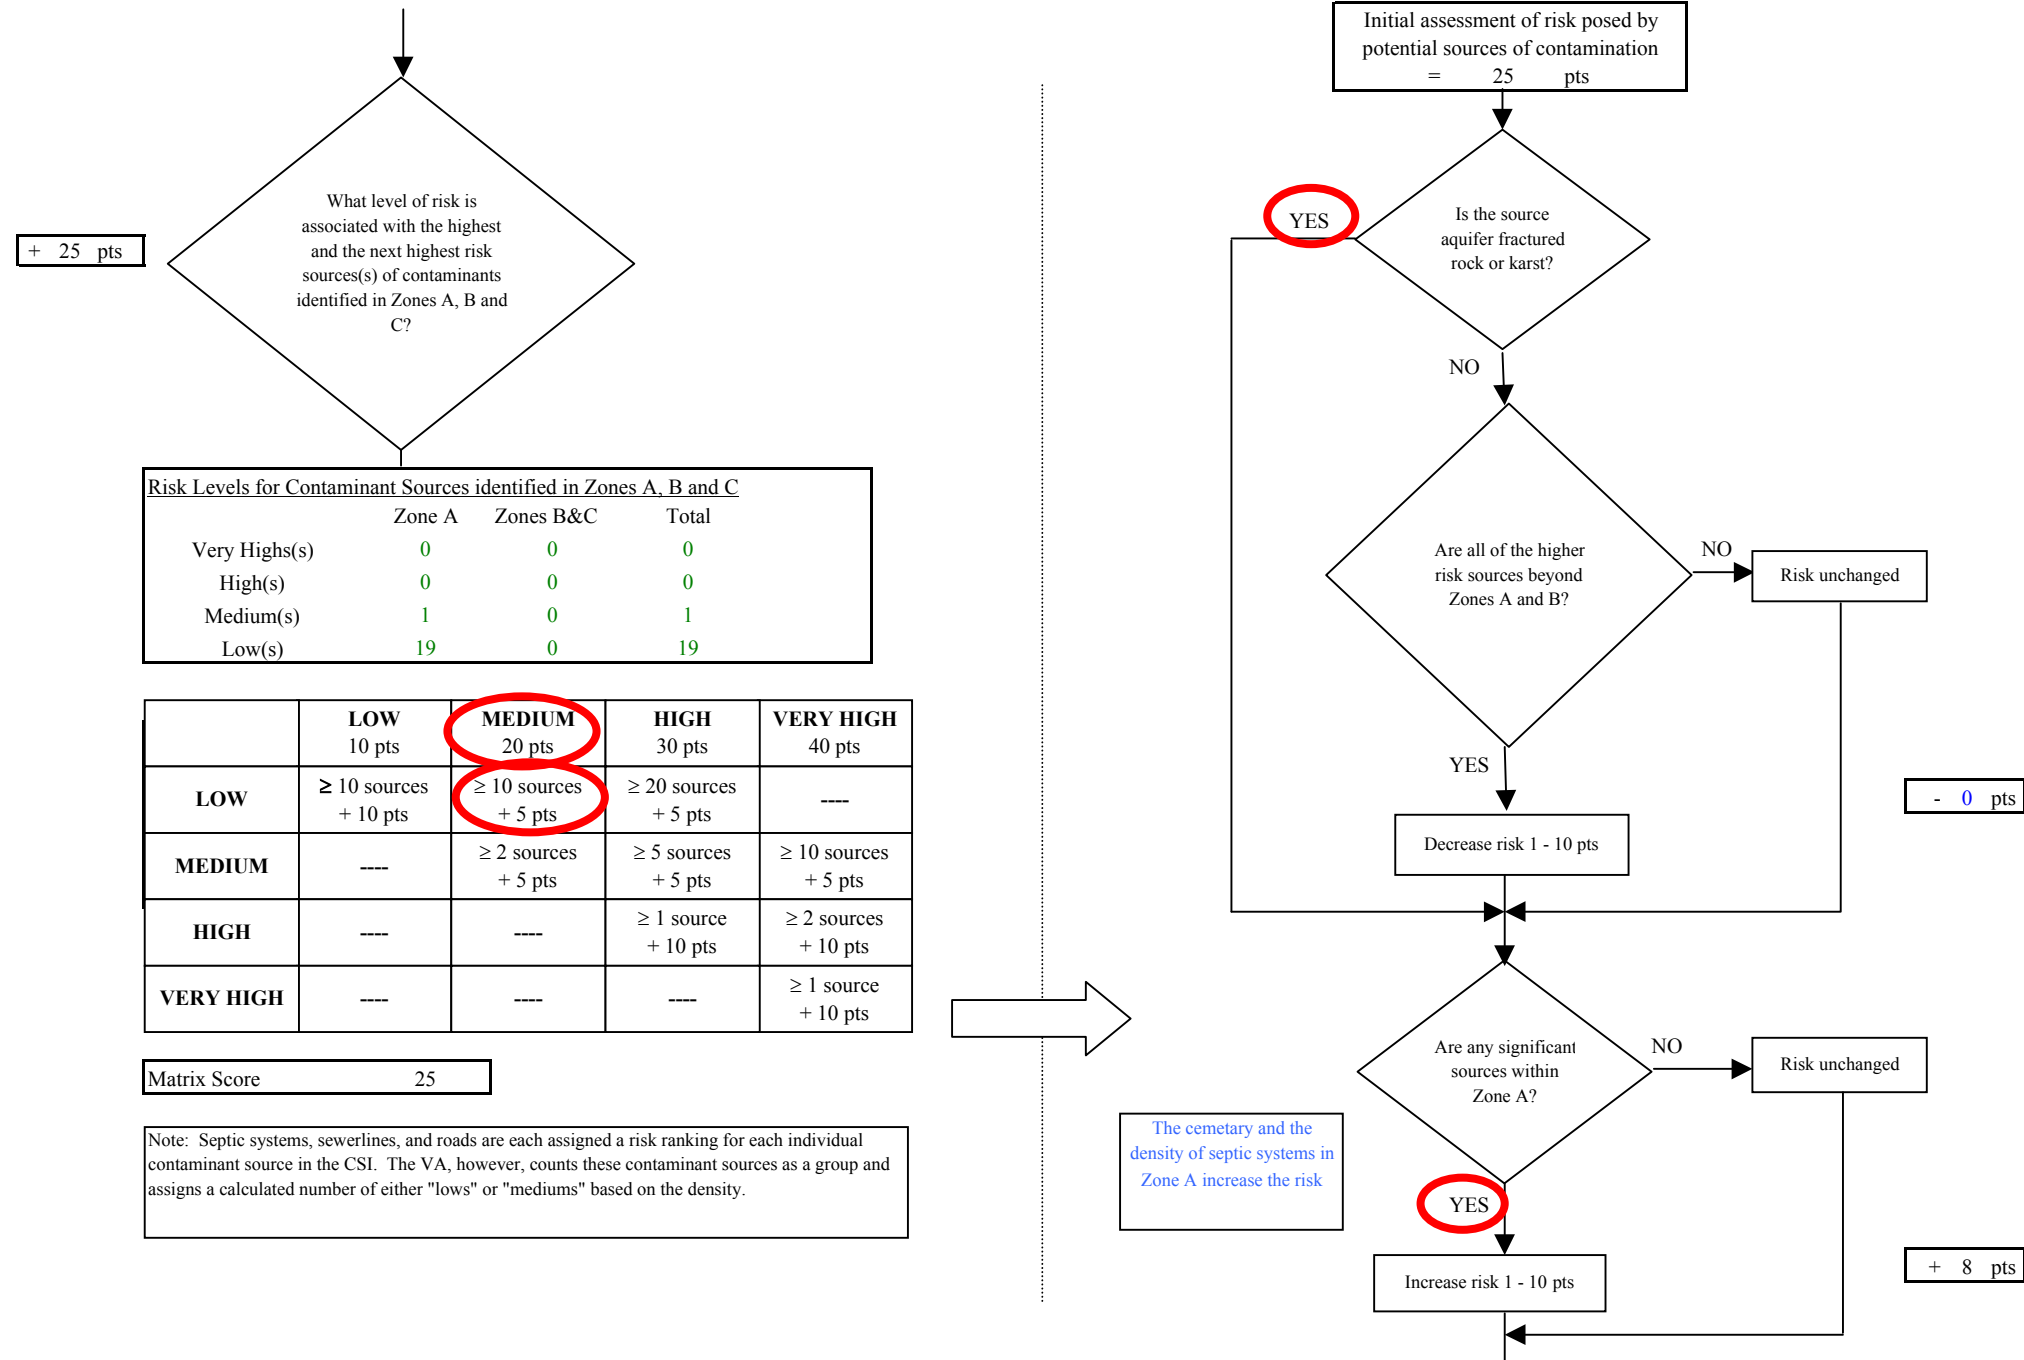 + 25 pts
What level of risk is
associated with the highest
and the next highest risk
sources(s) of contaminants
identified in Zones A, B and
C?
Risk Levels for Contaminant Sources identified in Zones A, B and C
Zone A Zones B&C Total
Very Highs(s) 0 0 0
High(s) 0 0 0
Medium(s) 1 0 1
Low(s) 19 0 19
LOW MEDIUM HIGH VERY HIGH
10 pts 20 pts 30 pts 40 pts
LOW
≥ 10 sources ≥ 10 sources ≥ 20 sources ----
+ 10 pts + 5 pts + 5 pts
MEDIUM
---- ≥ 2 sources ≥ 5 sources ≥ 10 sources
+ 5 pts + 5 pts + 5 pts
HIGH
---- ---- ≥ 1 source ≥ 2 sources
+ 10 pts + 10 pts
VERY HIGH
---- ---- ---- ≥ 1 source
+ 10 pts
Matrix Score 25
Note: Septic systems, sewerlines, and roads are each assigned a risk ranking for each individual
contaminant source in the CSI. The VA, however, counts these contaminant sources as a group and
assigns a calculated number of either "lows" or "mediums" based on the density.
Initial assessment of risk posed by
potential sources of contamination
= 25 pts
Is the source
aquifer fractured
rock or karst?
YES
NO
Are all of the higher
risk sources beyond
Zones A and B?
NO
Risk unchanged
YES
- 0 pts
Decrease risk 1 - 10 pts
Are any significant
sources within
Zone A?
NO
Risk unchanged
The cemetary and the
density of septic systems in
Zone A increase the risk
YES
+ 8 pts
Increase risk 1 - 10 pts